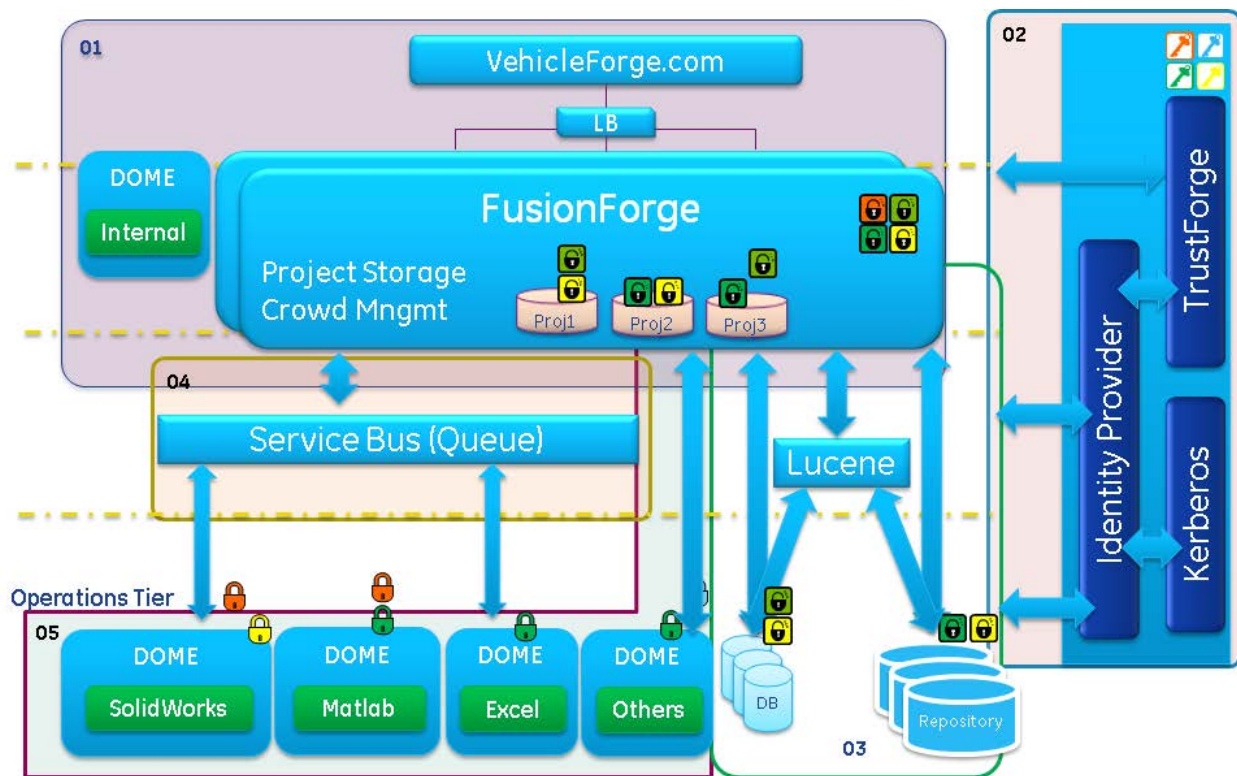 01
VehicleForge.com
LB
DOME
Internal
FusionForge
Project Storage
Crowd Mngmt
Proj1
Proj2
Proj3
04
Service Bus (Queue)
Lucene
02
TrustForge
Identity Provider
Kerberos
Operations Tier
05
DOME
SolidWorks
DOME
Matlab
DOME
Excel
DOME
Others
DB
Repository
03